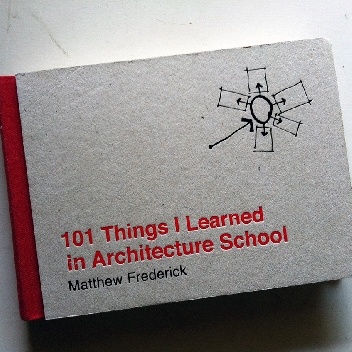 101 Things I Learned
in Architecture School
Matthew Frederick